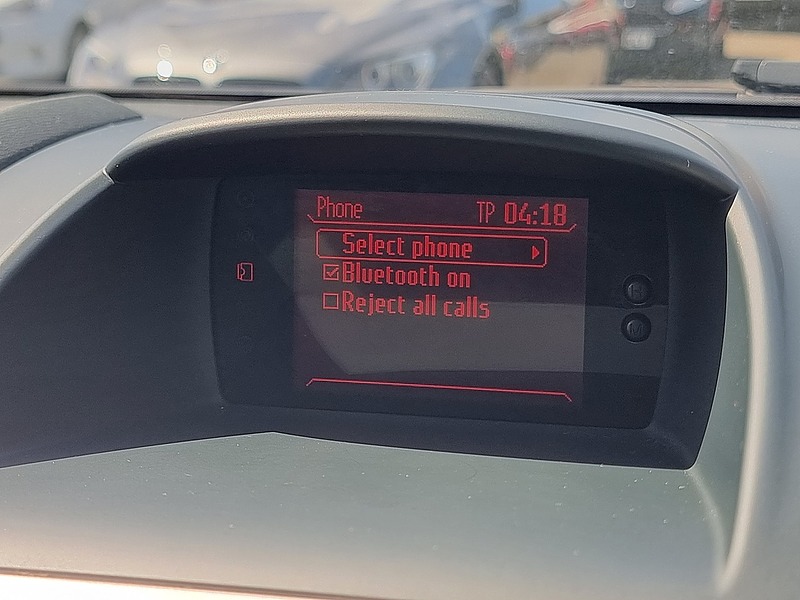 Phone TP 04:18
Select phone
Bluetooth on
Reject all calls
H
M